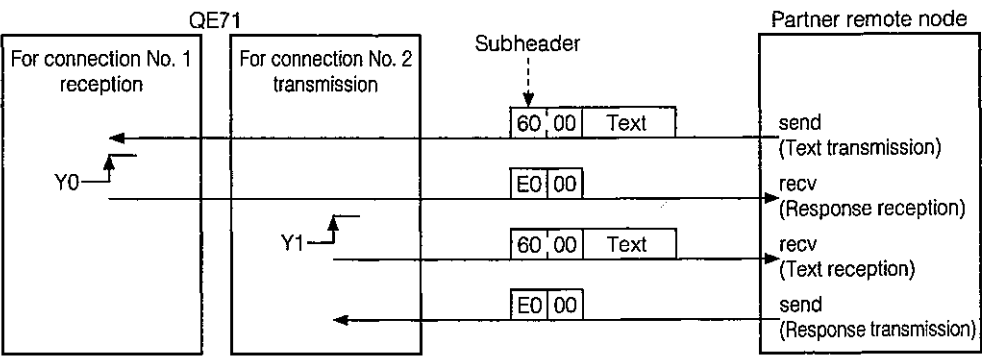 QE71
Partner remote node
For connection No. 1
reception
For connection No. 2
transmission
Subheader
60 00 Text
send
(Text transmission)
Y0
E0 00
recv
(Response reception)
Y1
60 00 Text
recv
(Text reception)
E0 00
send
(Response transmission)